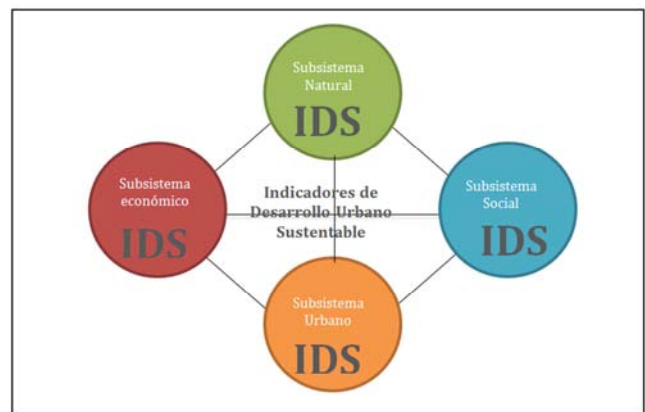 Subsistema
Natural
IDS
Subsistema
económico
IDS
Indicadores de
Desarrollo Urbano
Sustentable
Subsistema
Social
IDS
Subsistema
Urbano
IDS